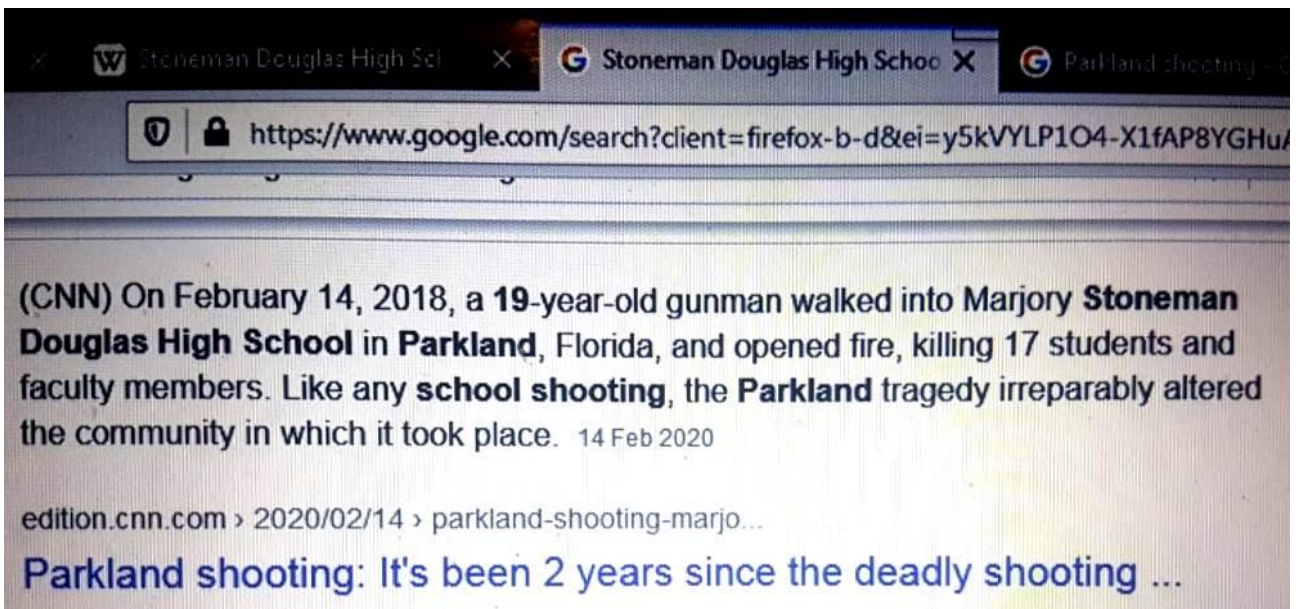 Stoneman Douglas High Scl
Stoneman Douglas High Schoo
Parkland shooting -
https://www.google.com/search?client=firefox-b-d&ei=y5kVYLP1O4-X1fAP8YGHuA
(CNN) On February 14, 2018, a 19-year-old gunman walked into Marjory Stoneman
Douglas High School in Parkland, Florida, and opened fire, killing 17 students and
faculty members. Like any school shooting, the Parkland tragedy irreparably altered
the community in which it took place. 14 Feb 2020
edition.cnn.com › 2020/02/14 › parkland-shooting-marjo...
Parkland shooting: It's been 2 years since the deadly shooting ...